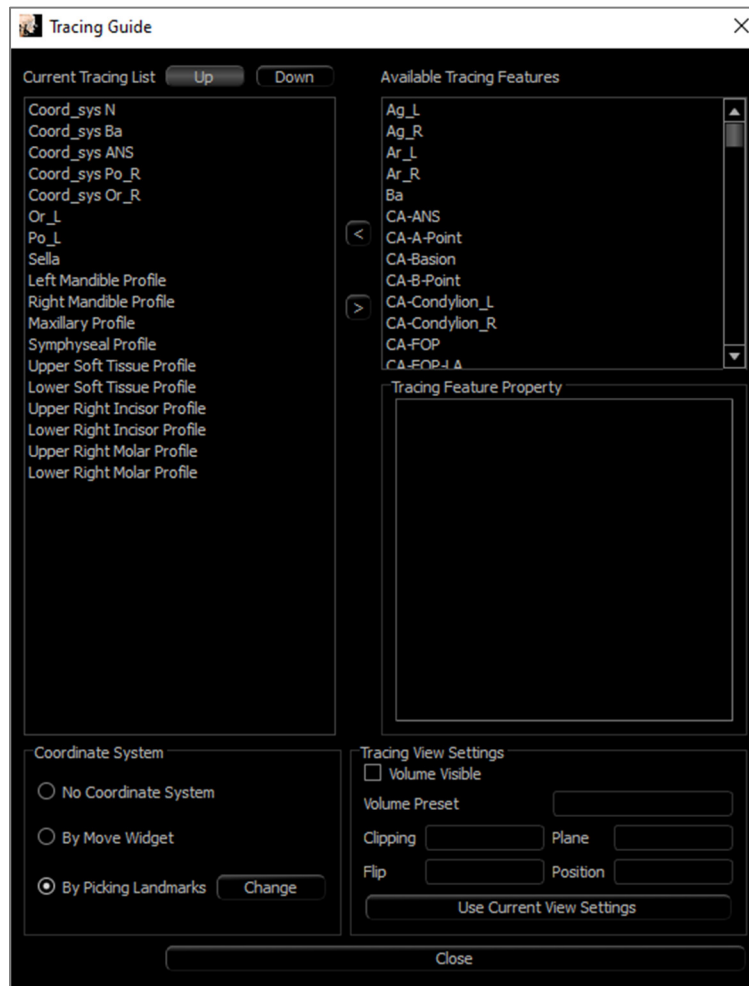 Tracing Guide
Current Tracing List
Up
Down
Available Tracing Features
Coord_sys N
Coord_sys Ba
Coord_sys ANS
Coord_sys Po_R
Coord_sys Or_R
Or_L
Po_L
Sella
Left Mandible Profile
Right Mandible Profile
Maxillary Profile
Symphyseal Profile
Upper Soft Tissue Profile
Lower Soft Tissue Profile
Upper Right Incisor Profile
Lower Right Incisor Profile
Upper Right Molar Profile
Lower Right Molar Profile
<
>
Ag_L
Ag_R
Ar_L
Ar_R
Ba
CA-ANS
CA-A-Point
CA-Basion
CA-B-Point
CA-Condylion_L
CA-Condylion_R
CA-FOP
CA-FOP-LA
Tracing Feature Property
Coordinate System
No Coordinate System
By Move Widget
By Picking Landmarks
Change
Tracing View Settings
Volume Visible
Volume Preset
Clipping
Plane
Flip
Position
Use Current View Settings
Close